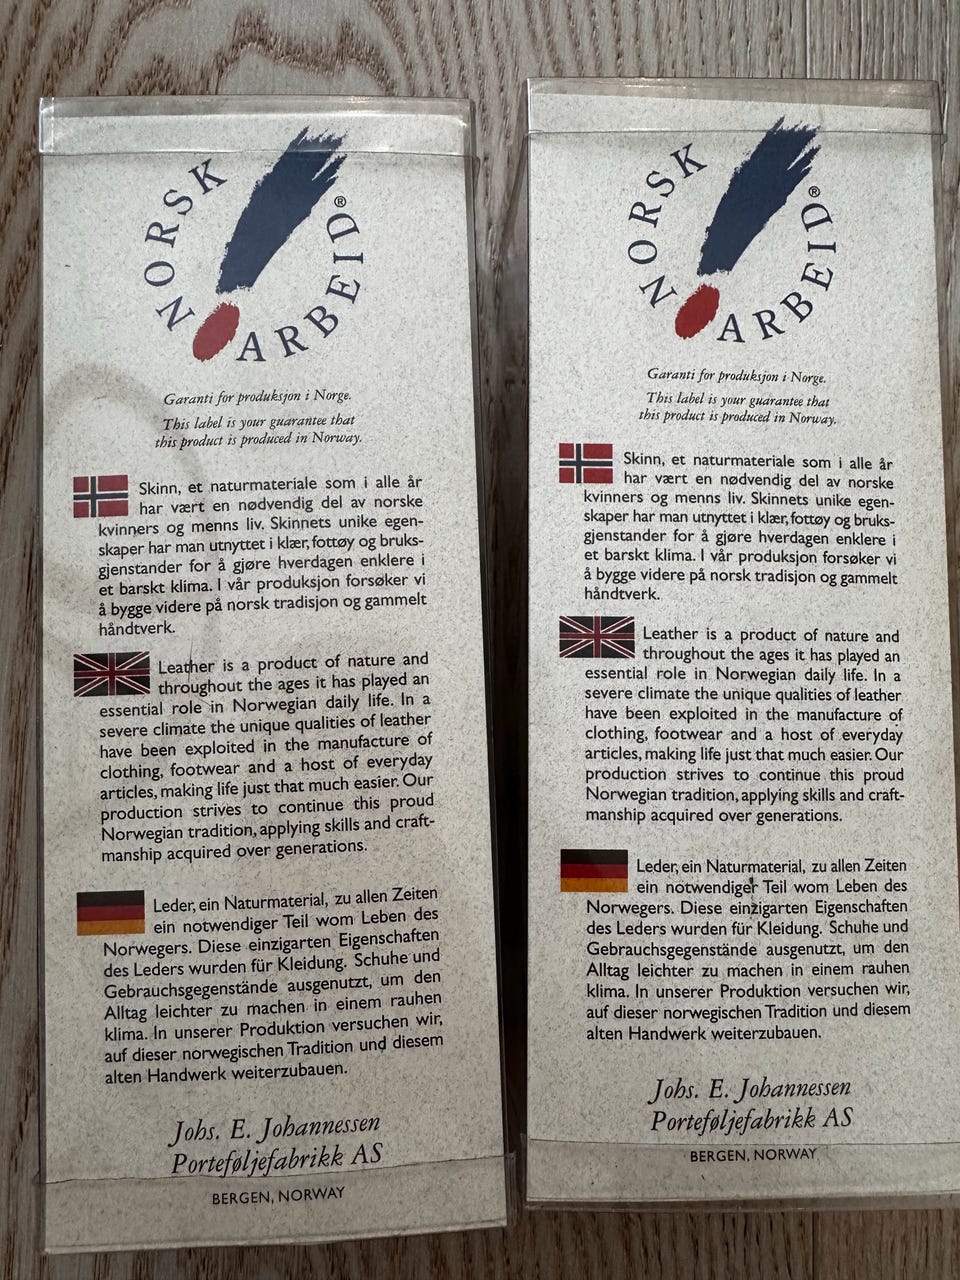 NORSK ARBEID®
Garanti for produksjon i Norge.
This label is your guarantee that
this product is produced in Norway.
Skinn, et naturmateriale som i alle år
har vært en nødvendig del av norske
kvinners og menns liv. Skinnets unike egen-
skaper har man utnyttet i klær, fottøy og bruks-
gjenstander for å gjøre hverdagen enklere i
et barskt klima. I vår produksjon forsøker vi
å bygge videre på norsk tradisjon og gammelt
håndtverk.
Leather is a product of nature and
throughout the ages it has played an
essential role in Norwegian daily life. In a
severe climate the unique qualities of leather
have been exploited in the manufacture of
clothing, footwear and a host of everyday
articles, making life just that much easier. Our
production strives to continue this proud
Norwegian tradition, applying skills and craft-
manship acquired over generations.
Leder, ein Naturmaterial, zu allen Zeiten
ein notwendiger Teil wom Leben des
Norwegers. Diese einzigarten Eigenschaften
des Leders wurden für Kleidung. Schuhe und
Gebrauchsgegenstände ausgenutzt, um den
Alltag leichter zu machen in einem rauhen
klima. In unserer Produktion versuchen wir,
auf dieser norwegischen Tradition und diesem
alten Handwerk weiterzubauen.
Johs. E. Johannessen
Porteføljefabrikk AS
BERGEN, NORWAY
NORSK ARBEID®
Garanti for produksjon i Norge.
This label is your guarantee that
this product is produced in Norway.
Skinn, et naturmateriale som i alle år
har vært en nødvendig del av norske
kvinners og menns liv. Skinnets unike egen-
skaper har man utnyttet i klær, fottøy og bruks-
gjenstander for å gjøre hverdagen enklere i
et barskt klima. I vår produksjon forsøker vi
å bygge videre på norsk tradisjon og gammelt
håndtverk.
Leather is a product of nature and
throughout the ages it has played an
essential role in Norwegian daily life. In a
severe climate the unique qualities of leather
have been exploited in the manufacture of
clothing, footwear and a host of everyday
articles, making life just that much easier. Our
production strives to continue this proud
Norwegian tradition, applying skills and craft-
manship acquired over generations.
Leder, ein Naturmaterial, zu allen Zeiten
ein notwendiger Teil wom Leben des
Norwegers. Diese einzigarten Eigenschaften
des Leders wurden für Kleidung. Schuhe und
Gebrauchsgegenstände ausgenutzt, um den
Alltag leichter zu machen in einem rauhen
klima. In unserer Produktion versuchen wir,
auf dieser norwegischen Tradition und diesem
alten Handwerk weiterzubauen.
Johs. E. Johannessen
Porteføljefabrikk AS
BERGEN, NORWAY